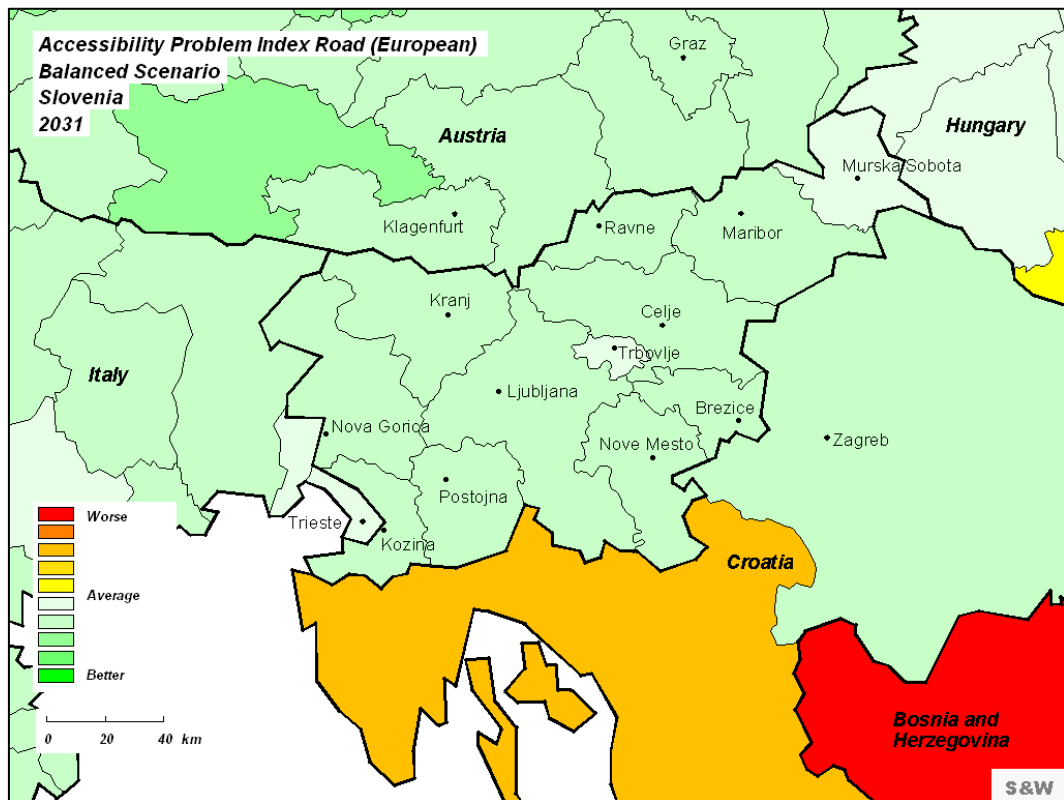 Accessibility Problem Index Road (European)
Balanced Scenario
Slovenia
2031
Graz
Austria
Hungary
Murska Sobota
Klagenfurt
Ravne
Maribor
Kranj
Celje
Trbovlje
Italy
Ljubljana
Brezice
Nova Gorica
Nove Mesto
Zagreb
Postojna
Trieste
Kozina
Croatia
Worse
Average
Better
0 20 40 km
Bosnia and
Herzegovina
S&W